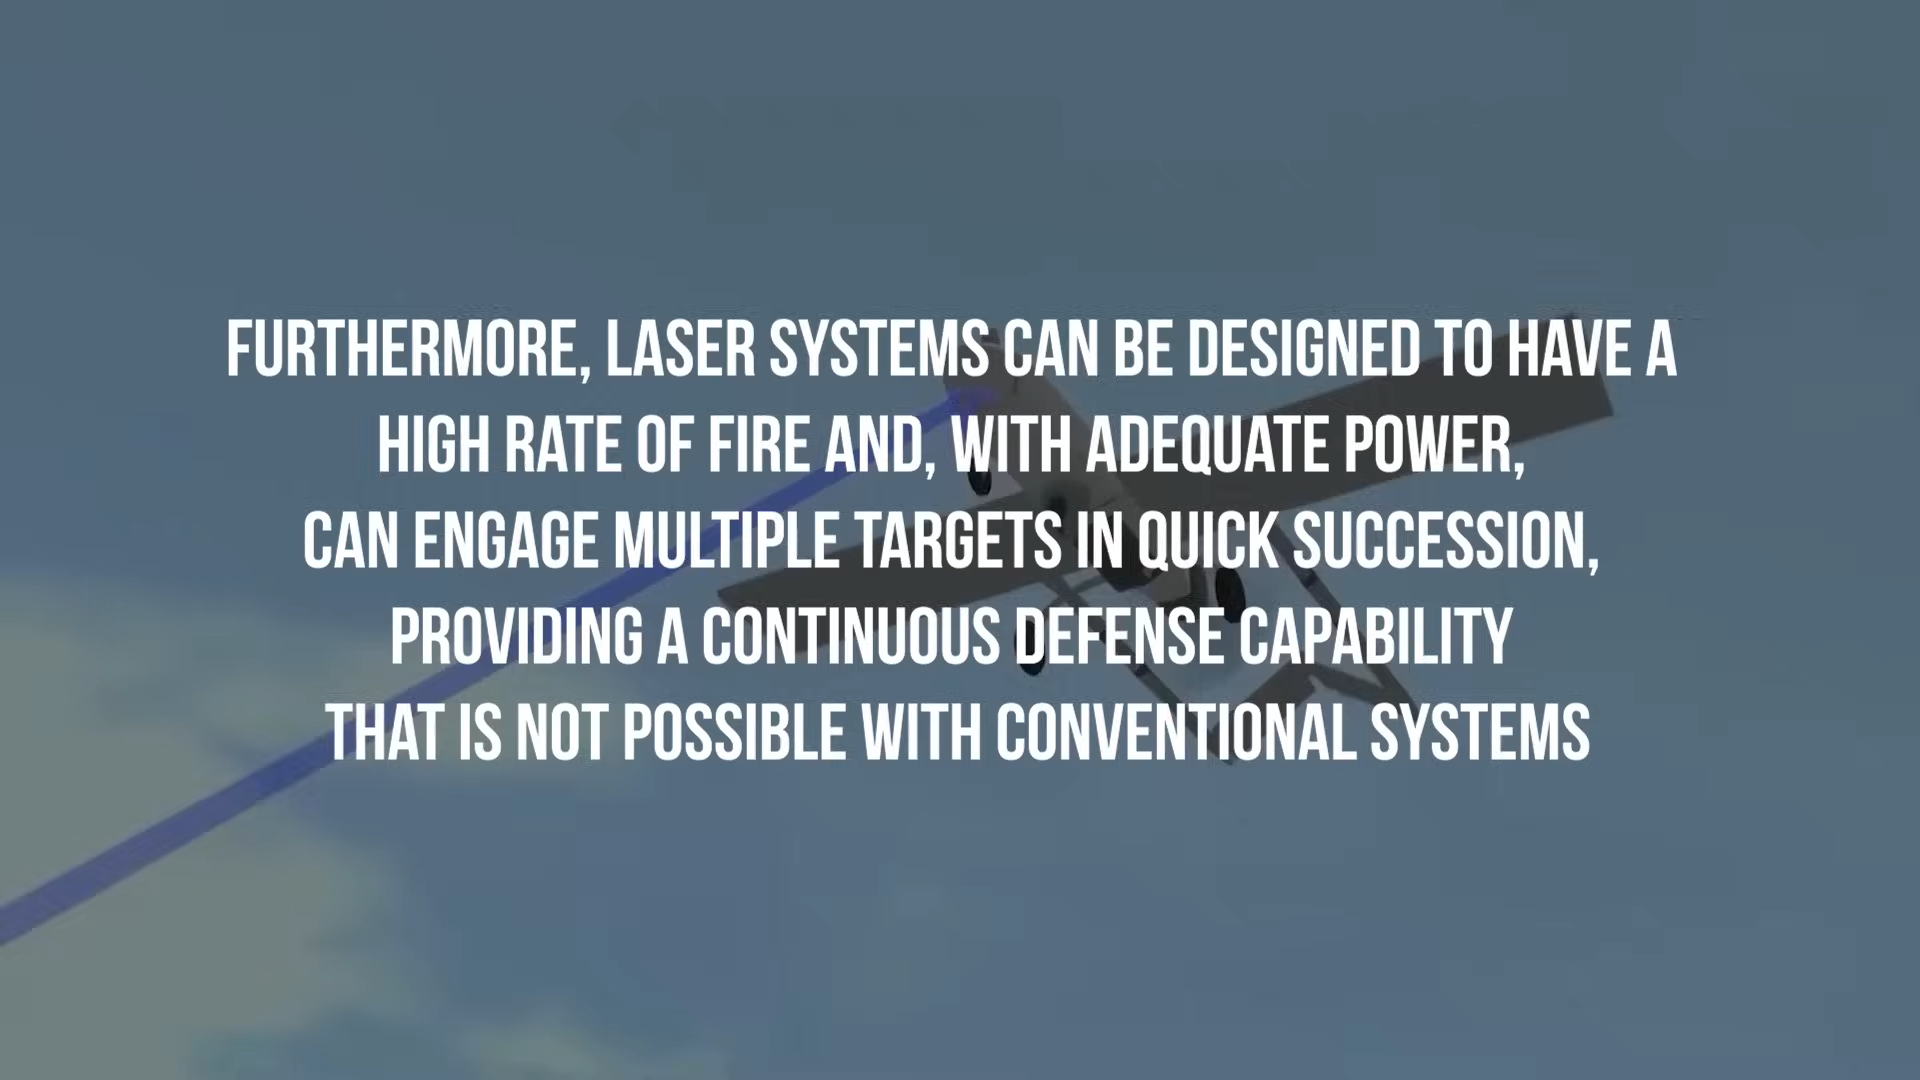 FURTHERMORE, LASER SYSTEMS CAN BE DESIGNED TO HAVE A
HIGH RATE OF FIRE AND, WITH ADEQUATE POWER,
CAN ENGAGE MULTIPLE TARGETS IN QUICK SUCCESSION,
PROVIDING A CONTINUOUS DEFENSE CAPABILITY
THAT IS NOT POSSIBLE WITH CONVENTIONAL SYSTEMS